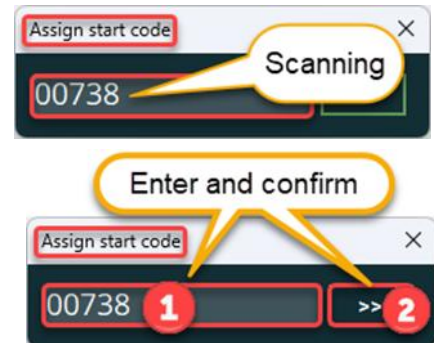 Assign start code
Scanning
00738
Enter and confirm
Assign start code
00738 1 >> 2